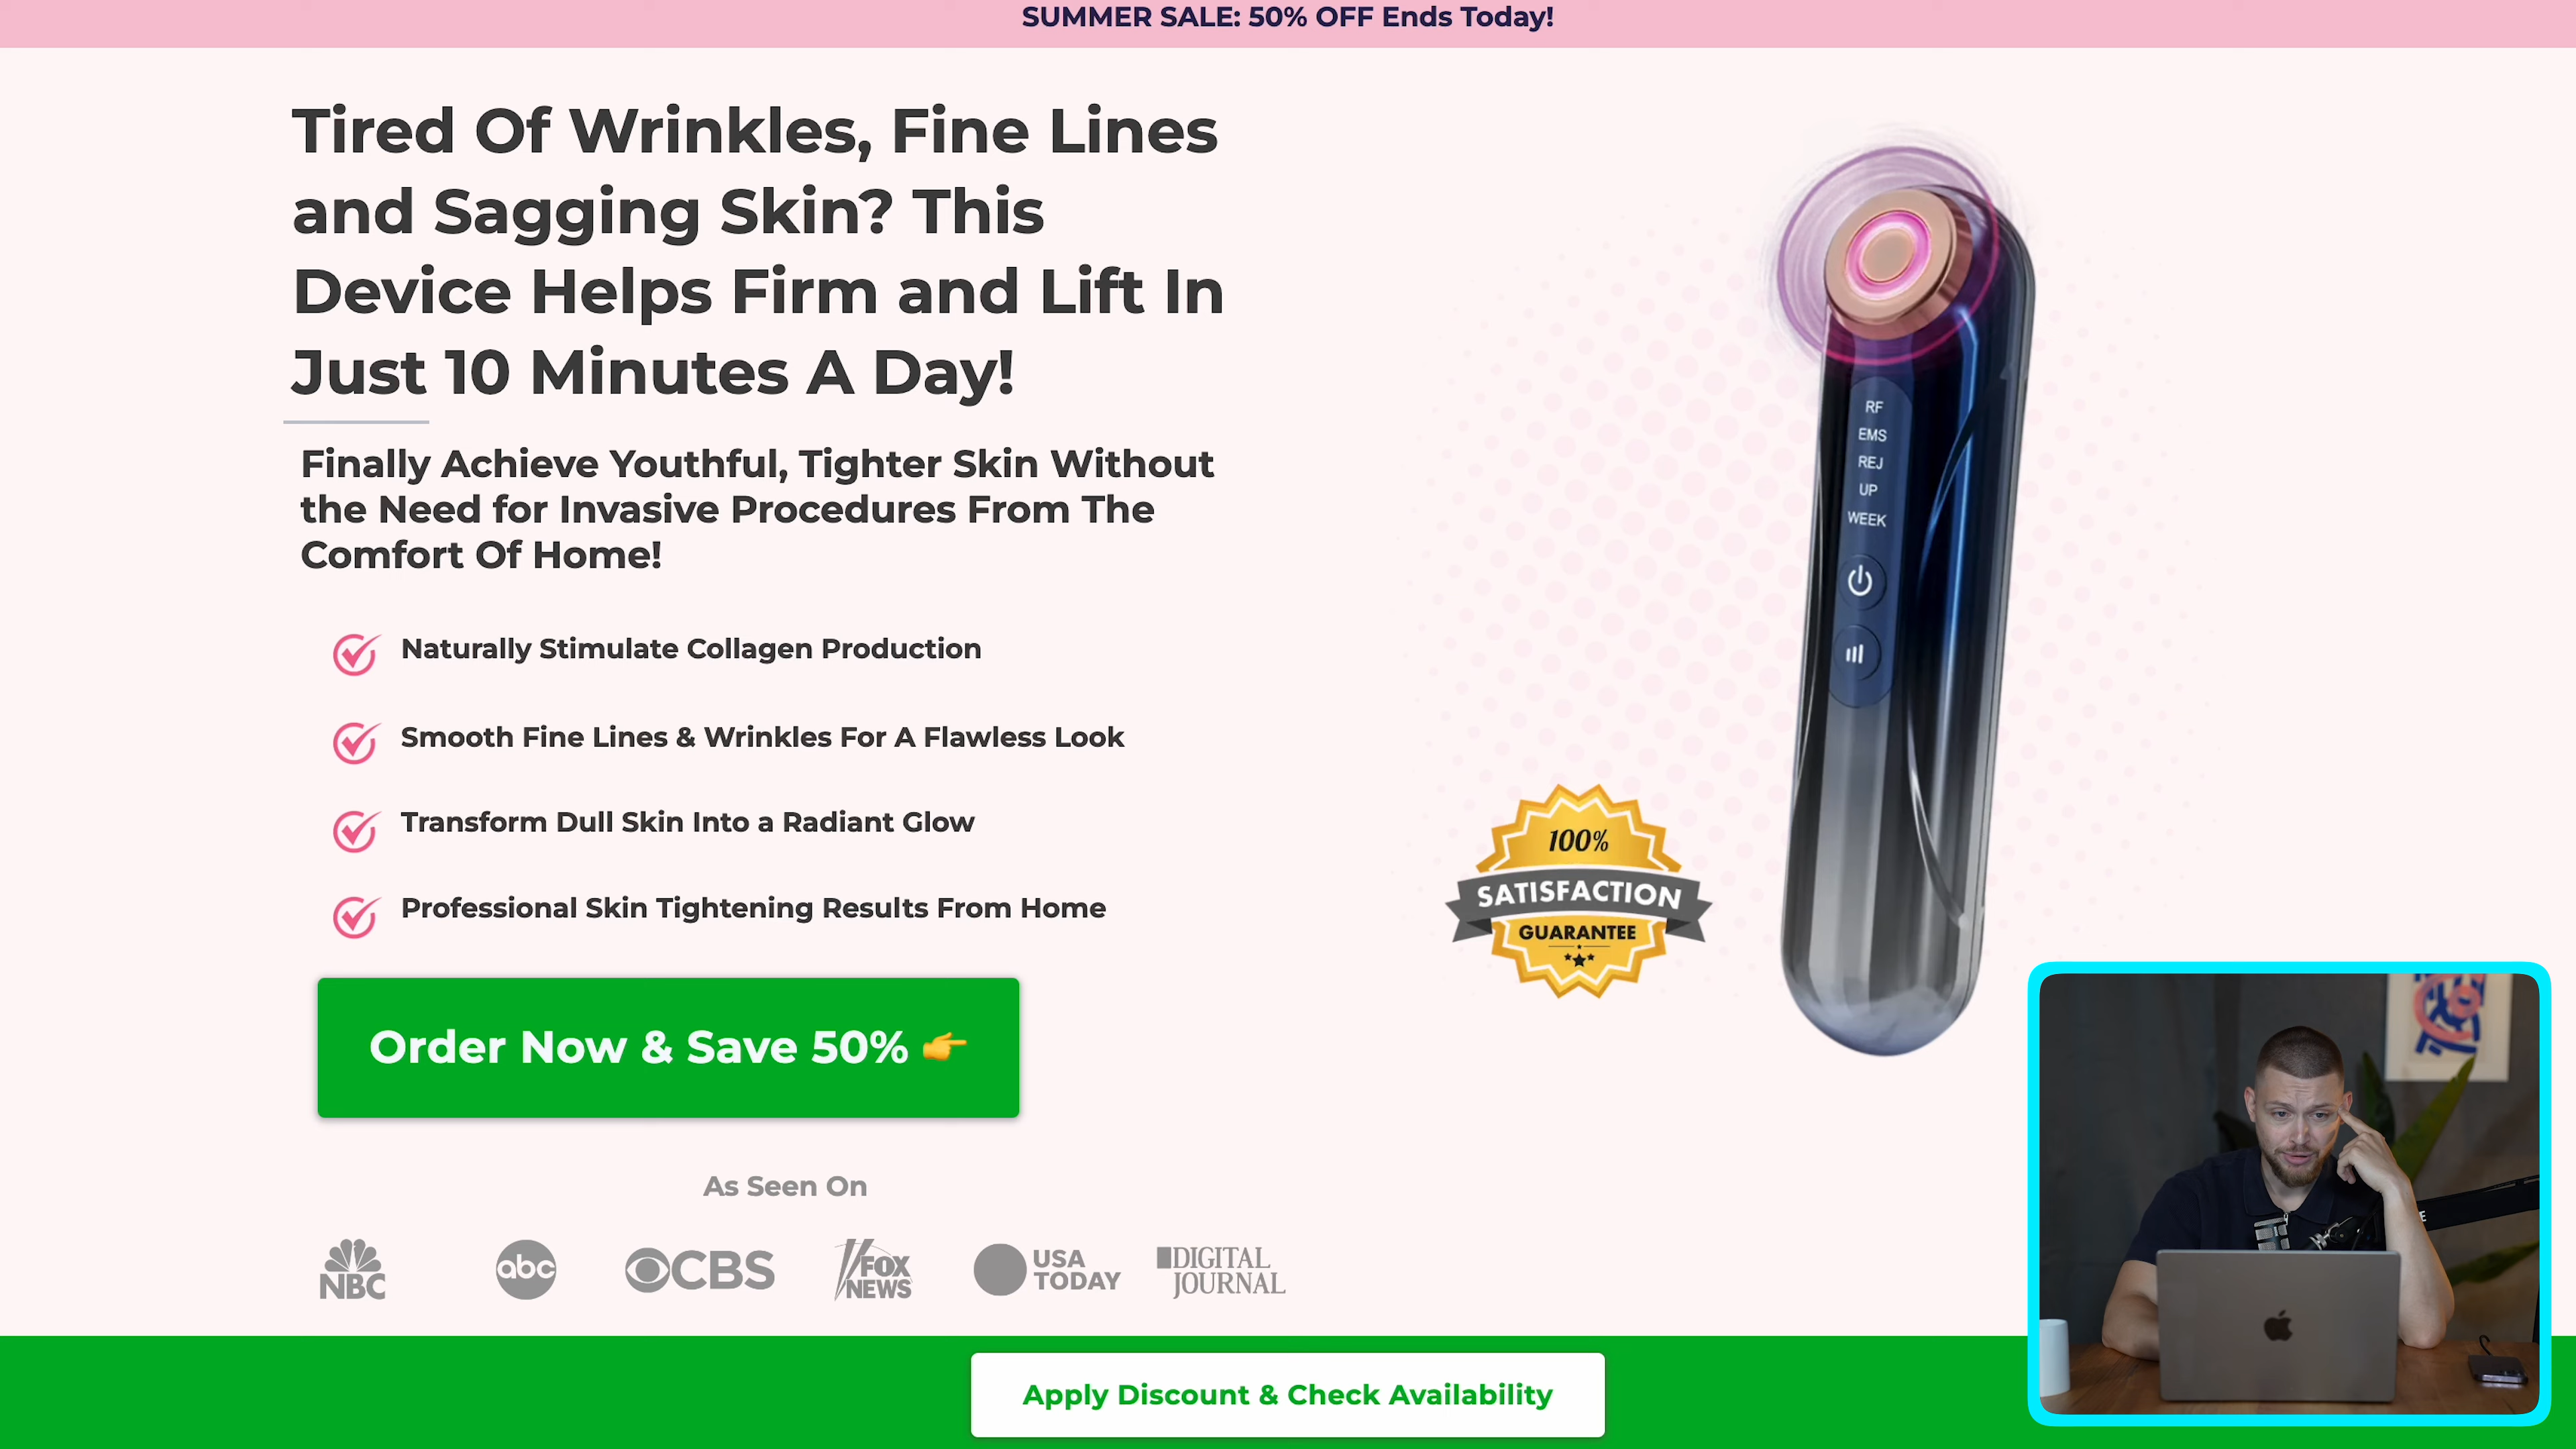 SUMMER SALE: 50% OFF Ends Today!
Tired Of Wrinkles, Fine Lines
and Sagging Skin? This
Device Helps Firm and Lift In
Just 10 Minutes A Day!
Finally Achieve Youthful, Tighter Skin Without
the Need for Invasive Procedures From The
Comfort Of Home!
Naturally Stimulate Collagen Production
Smooth Fine Lines & Wrinkles For A Flawless Look
Transform Dull Skin Into a Radiant Glow
Professional Skin Tightening Results From Home
Order Now & Save 50% 👉
As Seen On
NBC
abc
CBS
FOX
NEWS
USA
TODAY
DIGITAL
JOURNAL
RF
EMS
REJ
UP
WEEK
100%
SATISFACTION
GUARANTEE
Apply Discount & Check Availability